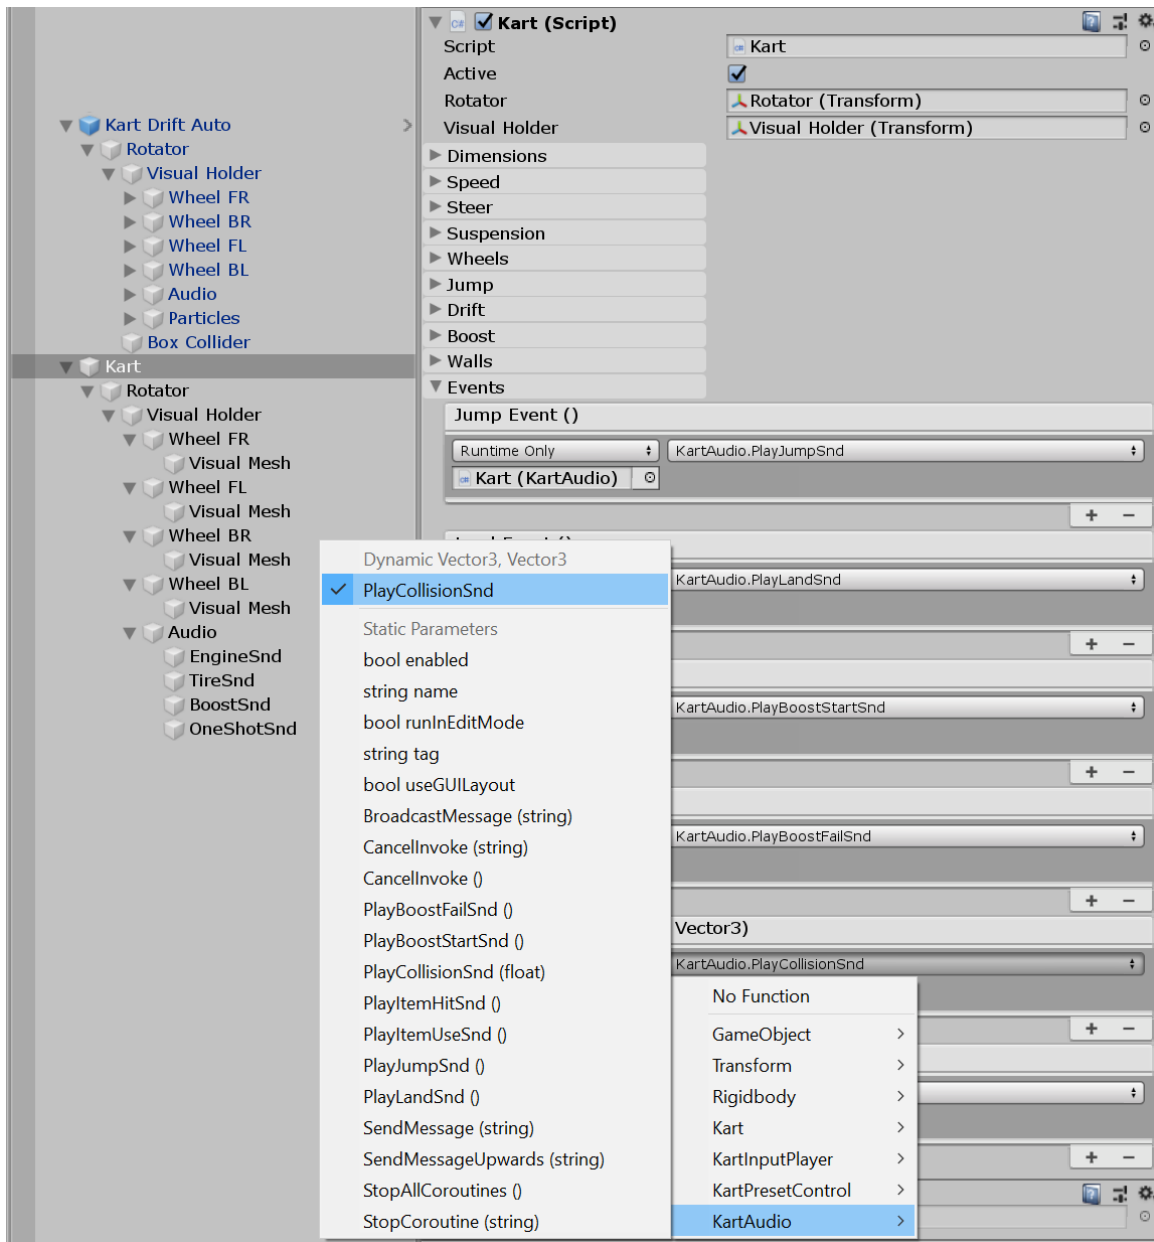 Kart Drift Auto
Rotator
Visual Holder
Wheel FR
Wheel BR
Wheel FL
Wheel BL
Audio
Particles
Box Collider
Kart
Rotator
Visual Holder
Wheel FR
Visual Mesh
Wheel FL
Visual Mesh
Wheel BR
Visual Mesh
Wheel BL
Visual Mesh
Audio
EngineSnd
TireSnd
BoostSnd
OneShotSnd
Kart (Script)
Script Kart
Active
Rotator Rotator (Transform)
Visual Holder Visual Holder (Transform)
Dimensions
Speed
Steer
Suspension
Wheels
Jump
Drift
Boost
Walls
Events
Jump Event ()
Runtime Only KartAudio.PlayJumpSnd
Kart (KartAudio)
KartAudio.PlayLandSnd
KartAudio.PlayBoostStartSnd
KartAudio.PlayBoostFailSnd
Vector3)
KartAudio.PlayCollisionSnd
Dynamic Vector3, Vector3
PlayCollisionSnd
Static Parameters
bool enabled
string name
bool runInEditMode
string tag
bool useGUILayout
BroadcastMessage (string)
CancelInvoke (string)
CancelInvoke ()
PlayBoostFailSnd ()
PlayBoostStartSnd ()
PlayCollisionSnd (float)
PlayItemHitSnd ()
PlayItemUseSnd ()
PlayJumpSnd ()
PlayLandSnd ()
SendMessage (string)
SendMessageUpwards (string)
StopAllCoroutines ()
StopCoroutine (string)
No Function
GameObject
Transform
Rigidbody
Kart
KartInputPlayer
KartPresetControl
KartAudio